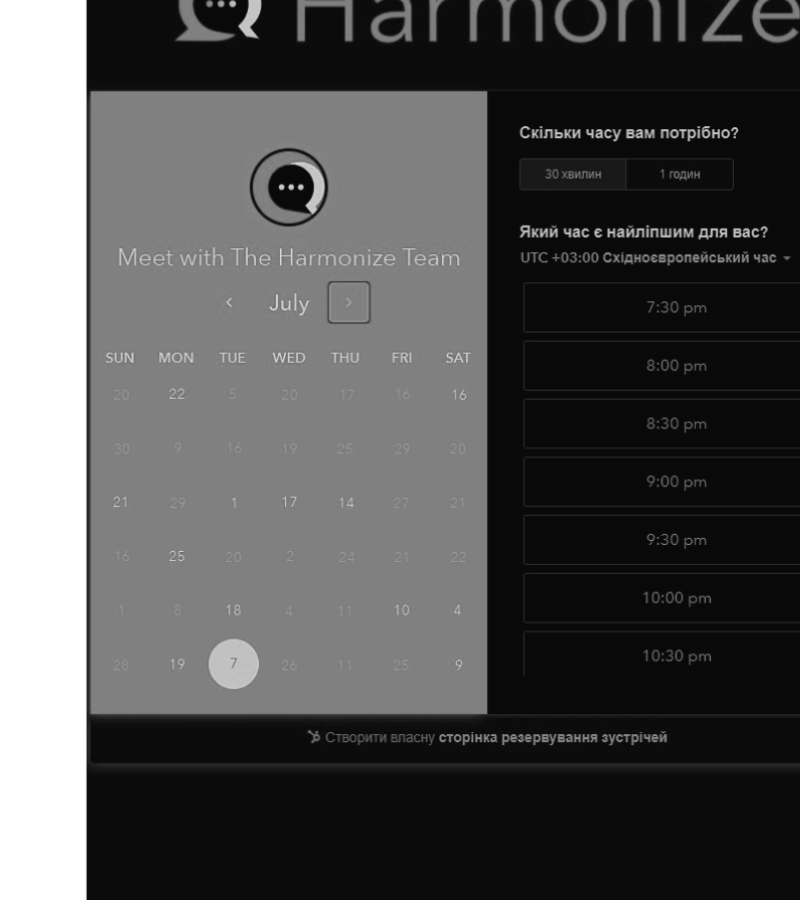 Harmonize
Meet with The Harmonize Team
July
SUN MON TUE WED THU FRI SAT
20 22 5 20 17 16 16
30 9 16 19 25 29 20
21 29 1 17 14 27 21
16 25 20 2 24 21 22
1 8 18 4 11 10 4
28 19 7 26 11 25 9
Скільки часу вам потрібно?
30 хвилин 1 годин
Який час є найліпшим для вас?
UTC +03:00 Східноєвропейський час
7:30 pm
8:00 pm
8:30 pm
9:00 pm
9:30 pm
10:00 pm
10:30 pm
Створити власну сторінка резервування зустрічей